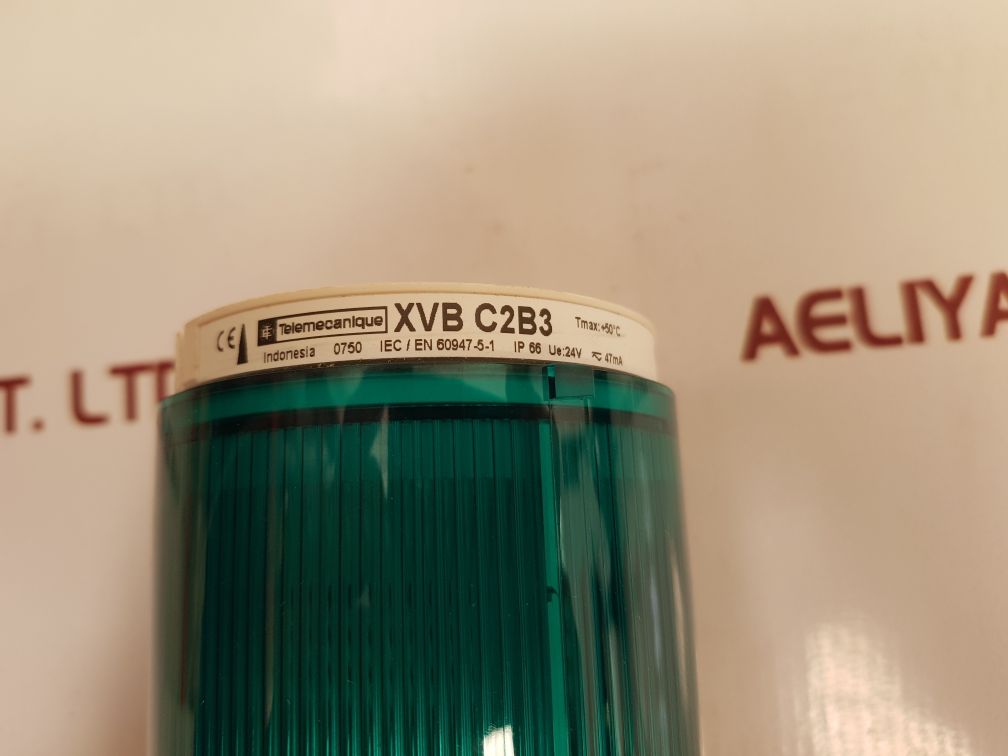 CE Telemecanique XVB C2B3 Tmax:+50°C
Indonesia 0750 IEC / EN 60947-5-1 IP 66 Ue:24V ⏦ 47mA
T. LT
AELIYA